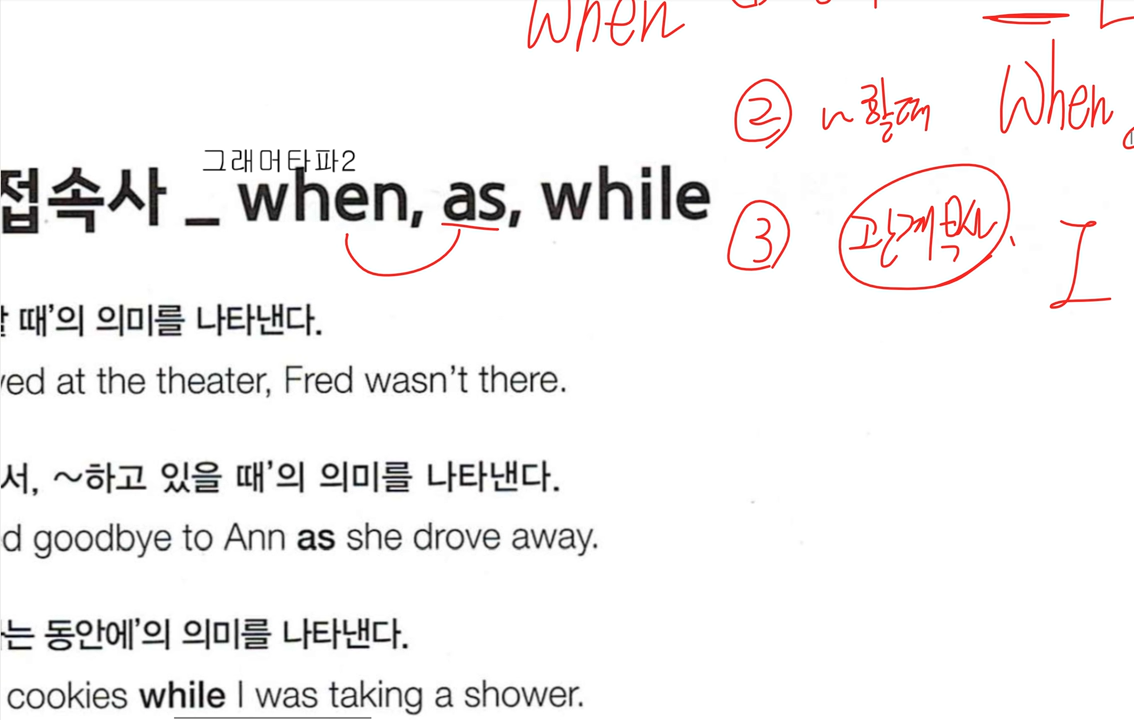 When
② ~할때 When
그래머타파2
접속사 _ when, as, while
③ 관계부사. I
때'의 의미를 나타낸다.
ved at the theater, Fred wasn't there.
서, ~하고 있을 때'의 의미를 나타낸다.
d goodbye to Ann as she drove away.
는 동안에'의 의미를 나타낸다.
cookies while I was taking a shower.